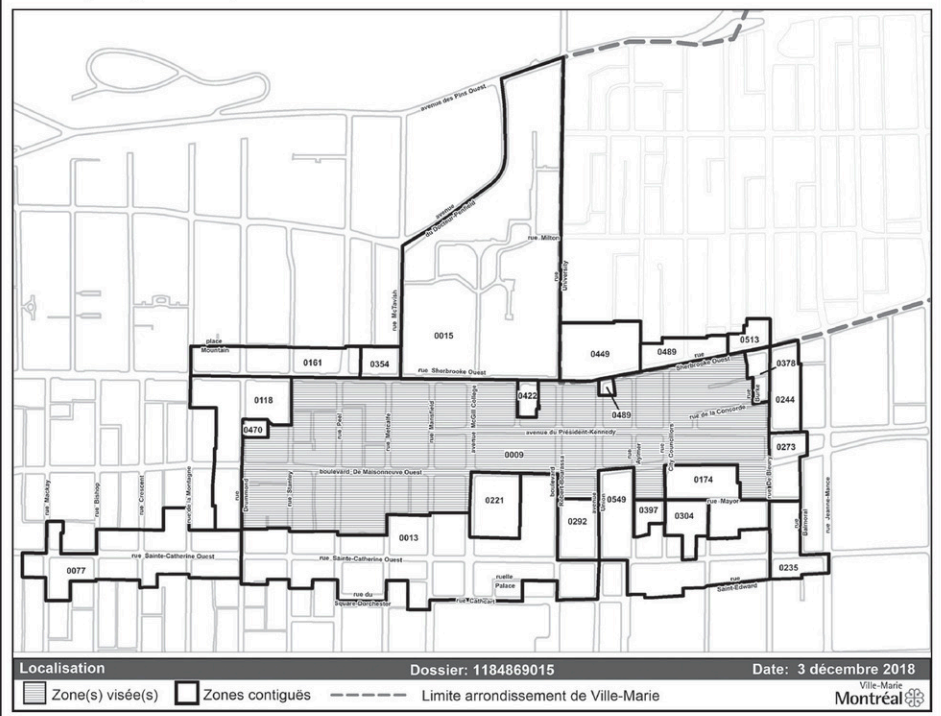 avenue des Pins Ouest
avenue
du Docteur-Penfield
rue Milton
rue
University
rue McTavish
0015
place
Mountain
0161
0354
rue Sherbrooke Ouest
0449
0489
rue
Sherbrooke Ouest
0513
0378
0118
0422
0489
rue
Burke
0244
rue de la Concorde
0470
rue Peel
rue Metcalfe
rue Mansfield
avenue McGill College
avenue du Président-Kennedy
0009
rue
Aylmer
rue
City Councillors
0273
boulevard De Maisonneuve Ouest
rue Mackay
rue Bishop
rue Crescent
rue de la Montagne
rue
Drummond
rue Stanley
0221
boulevard
Robert-Bourassa
0292
avenue
Union
0549
0174
rue De Bleury
0397
0304
rue Mayor
rue
Balmoral
rue Jeanne-Mance
0013
rue Sainte-Catherine Ouest
rue Sainte-Catherine Ouest
0077
0235
ruelle
Palace
rue
Saint-Edward
rue du
Square-Dorchester
rue Cathcart
Localisation Dossier: 1184869015 Date: 3 décembre 2018
Zone(s) visée(s) Zones contiguës Limite arrondissement de Ville-Marie
Ville-Marie
Montréal